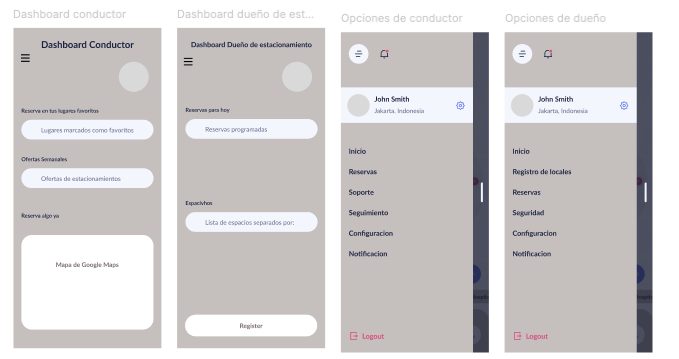 Dashboard conductor
Dashboard Conductor
Reserva en tus lugares favoritos
Lugares marcados como favoritos
Ofertas Semanales
Ofertas de estacionamientos
Reserva algo ya
Mapa de Google Maps
Dashboard dueño de est...
Dashboard Dueño de estacionamiento
Reservas para hoy
Reservas programadas
Espacivhos
Lista de espacios separados por:
Register
Opciones de conductor
John Smith
Jakarta, Indonesia
Inicio
Reservas
Soporte
Seguimiento
Configuracion
Notificacion
Logout
Opciones de dueño
John Smith
Jakarta, Indonesia
Inicio
Registro de locales
Reservas
Seguridad
Configuracion
Notificacion
Logout